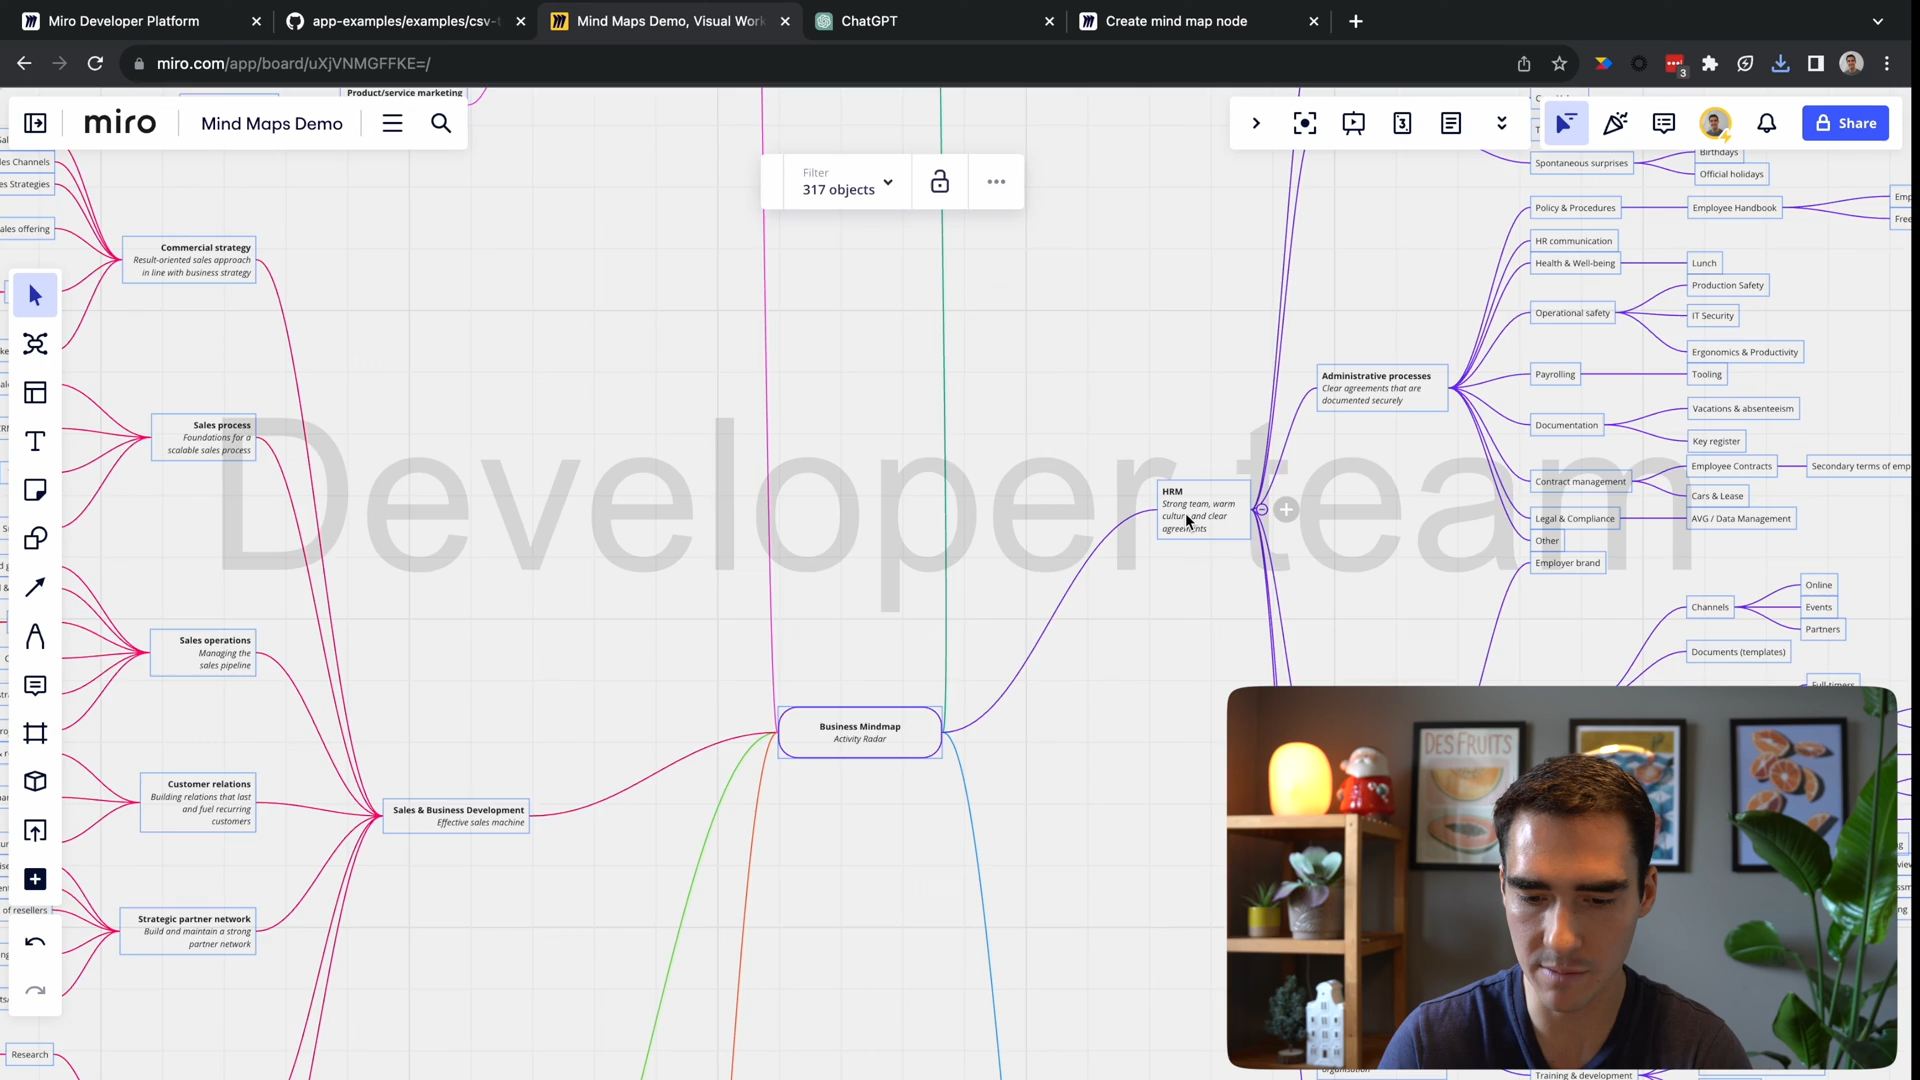 Miro Developer Platform
app-examples/examples/csv-t
Mind Maps Demo, Visual Work
ChatGPT
Create mind map node
miro.com/app/board/uXjVNMGFFKE=/
3
miro
Mind Maps Demo
3
Share
Filter
317 objects
Product/service marketing
les Channels
es Strategies
ales offering
Commercial strategy
Result-oriented sales approach
in line with business strategy
Sales process
Foundations for a
scalable sales process
Sales operations
Managing the
sales pipeline
Customer relations
Building relations that last
and fuel recurring
customers
Strategic partner network
Build and maintain a strong
partner network
of resellers
Research
Sales & Business Development
Effective sales machine
Business Mindmap
Activity Radar
Developer team
HRM
Strong team, warm
culture and clear
agreements
Administrative processes
Clear agreements that are
documented securely
Spontaneous surprises
Birthdays
Official holidays
Policy & Procedures
Employee Handbook
Emp
Free
HR communication
Health & Well-being
Lunch
Production Safety
Operational safety
IT Security
Ergonomics & Productivity
Payrolling
Tooling
Vacations & absenteeism
Documentation
Key register
Employee Contracts
Secondary terms of emp
Contract management
Cars & Lease
Legal & Compliance
AVG / Data Management
Other
Employer brand
Online
Channels
Events
Partners
Documents (templates)
Full-timers
DES FRUITS
Training & development